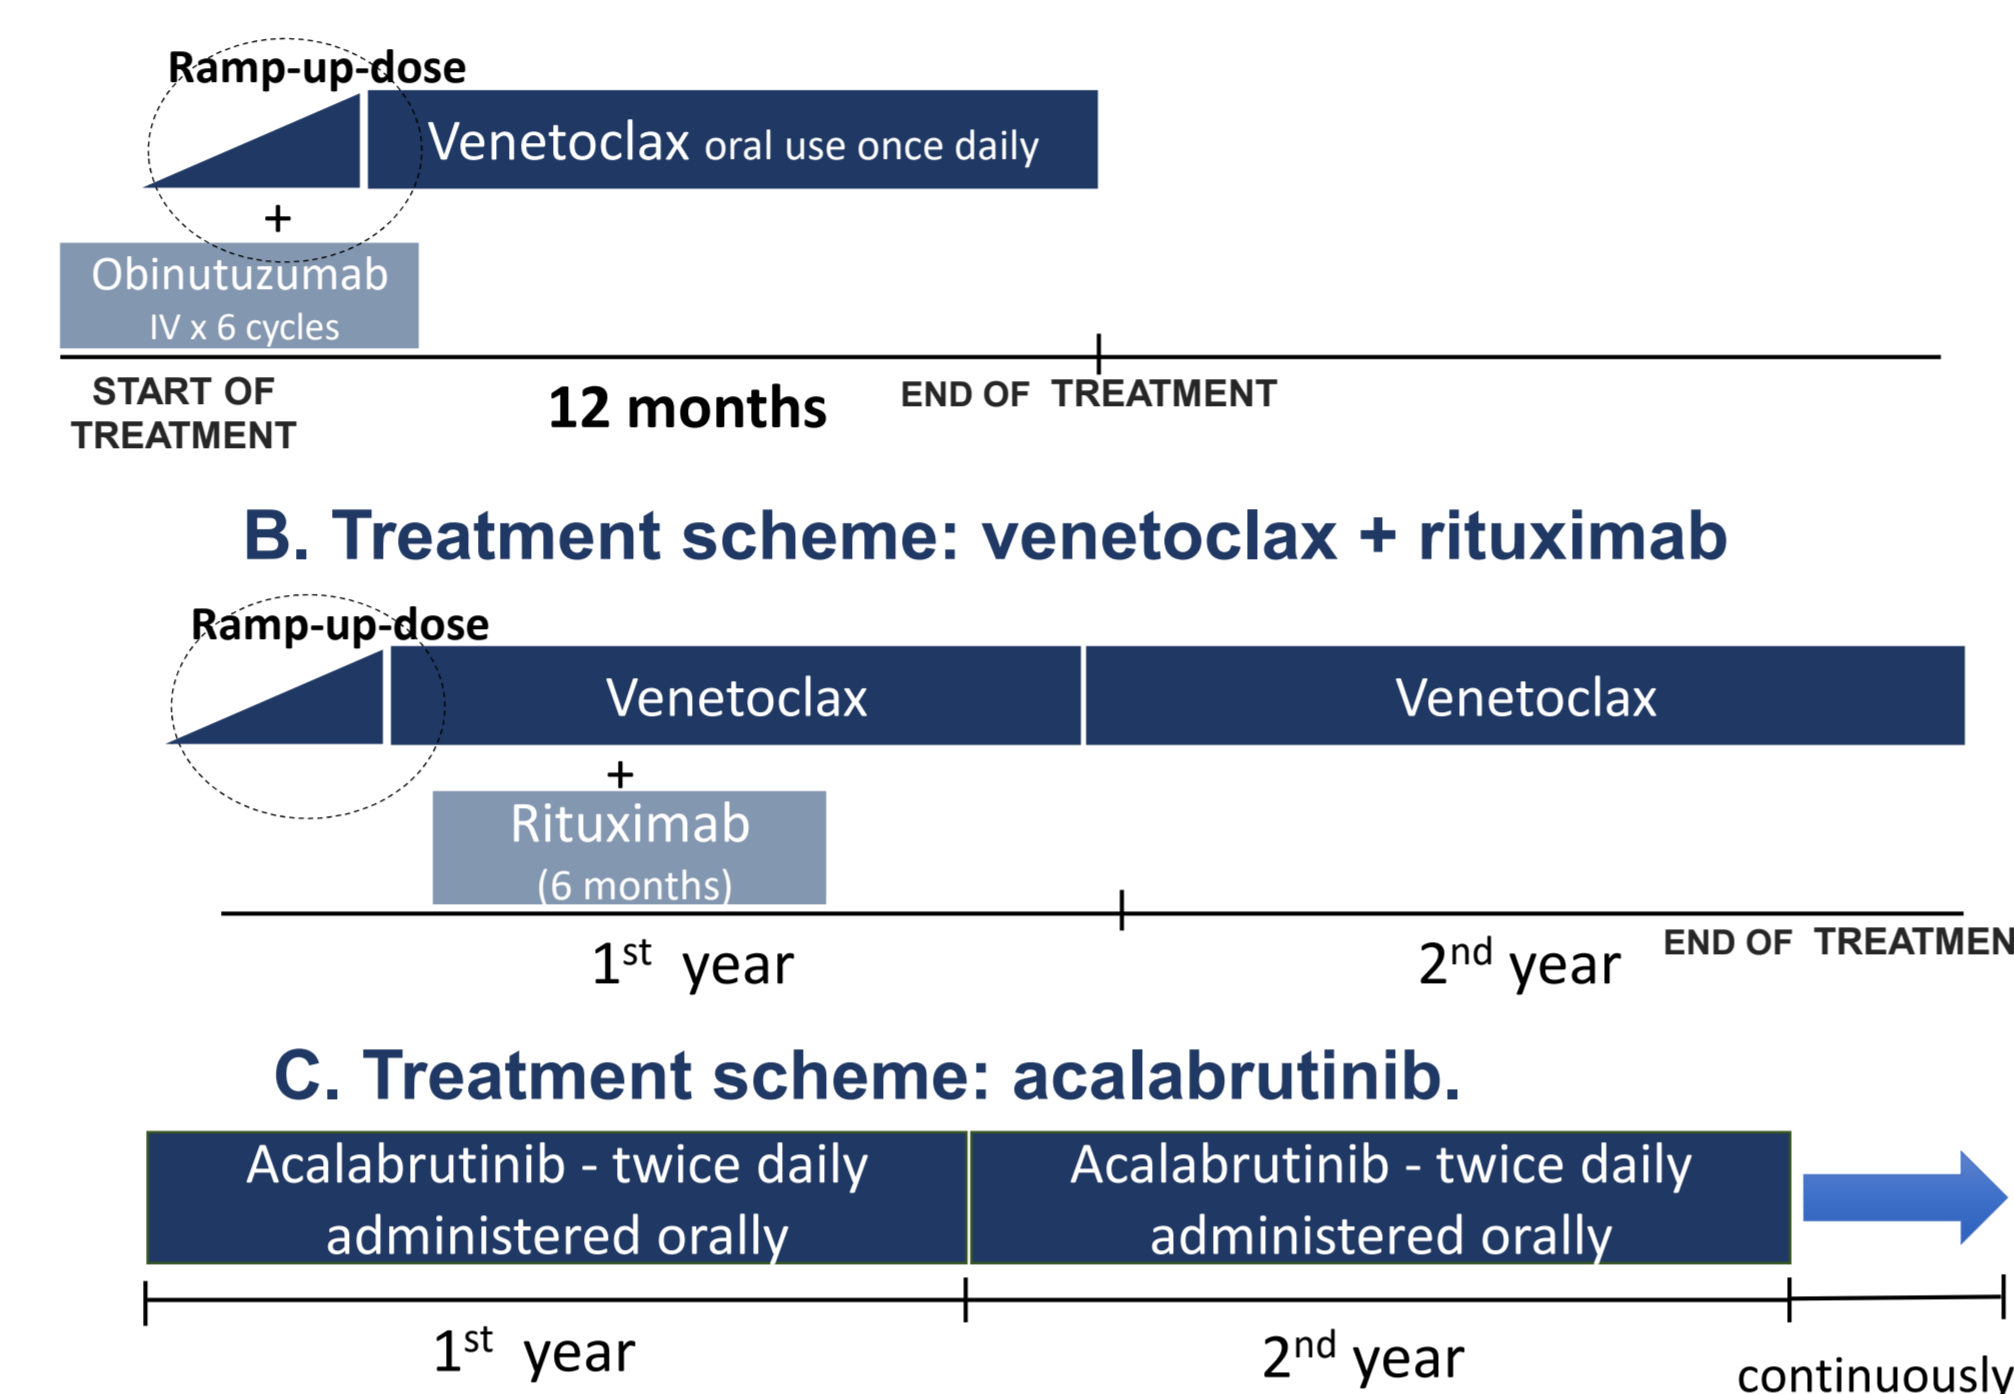 Ramp-up-dose
Venetoclax oral use once daily
+
Obinutuzumab
IV x 6 cycles
START OF
TREATMENT
12 months
END OF TREATMENT
B. Treatment scheme: venetoclax + rituximab
Ramp-up-dose
Venetoclax
Venetoclax
+
Rituximab
(6 months)
1st year
2nd year
END OF TREATMEN
C. Treatment scheme: acalabrutinib.
Acalabrutinib - twice daily
administered orally
Acalabrutinib - twice daily
administered orally
1st year
2nd year
continuously